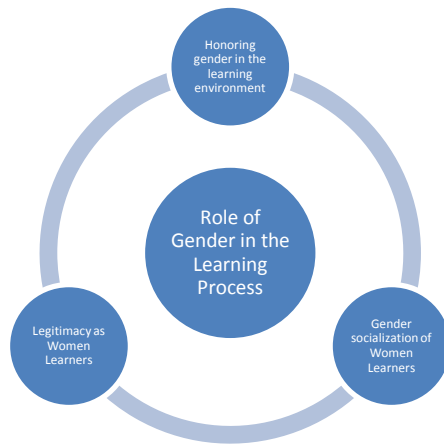 Honoring
gender in the
learning
environment
Role of
Gender in the
Learning
Process
Legitimacy as
Women
Learners
Gender
socialization of
Women
Learners